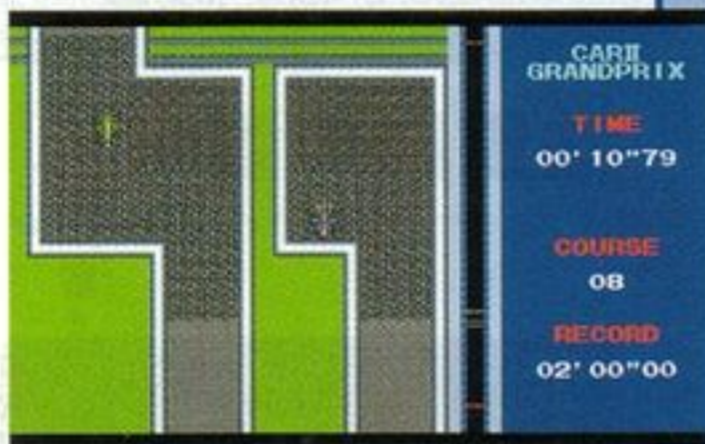 CARII
GRANDPRIX
TIME
00'10"79
COURSE
08
RECORD
02'00"00